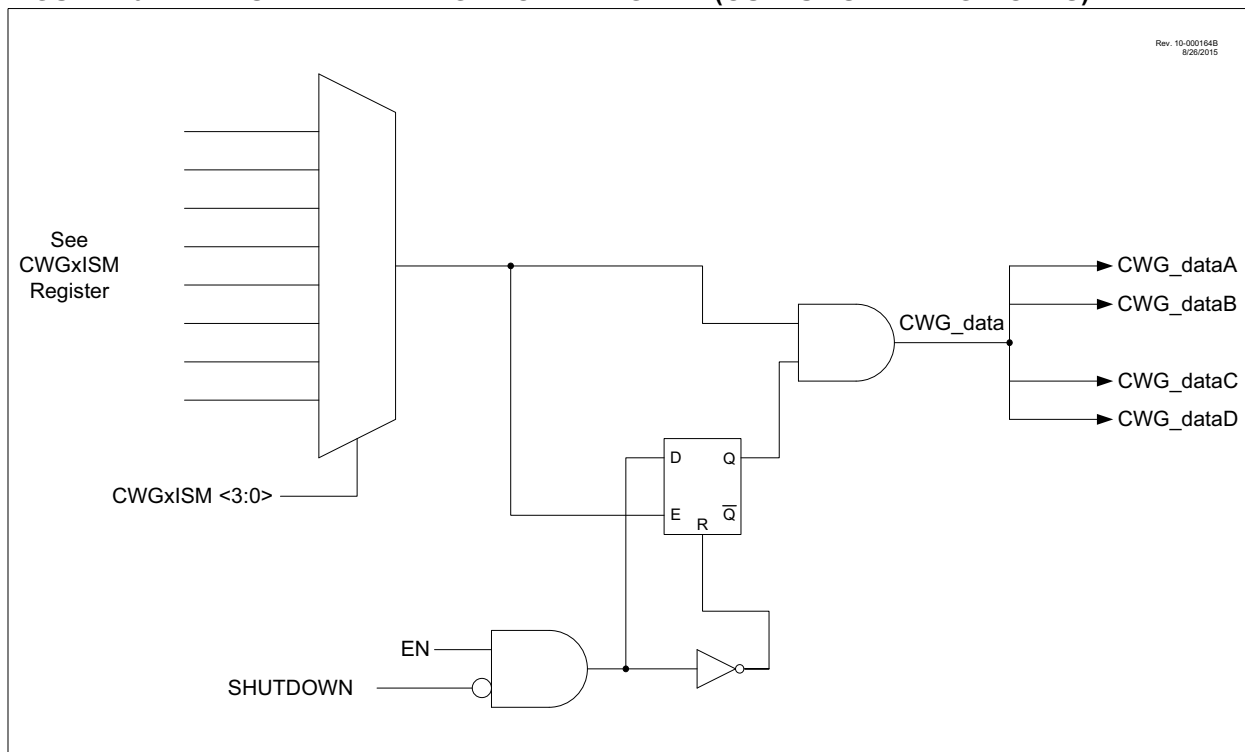 Rev. 10-000164B
8/26/2015
See
CWGxISM
Register
CWGxISM <3:0>
CWG_data
CWG_dataA
CWG_dataB
CWG_dataC
CWG_dataD
D
Q
E
Q̅
R
EN
SHUTDOWN